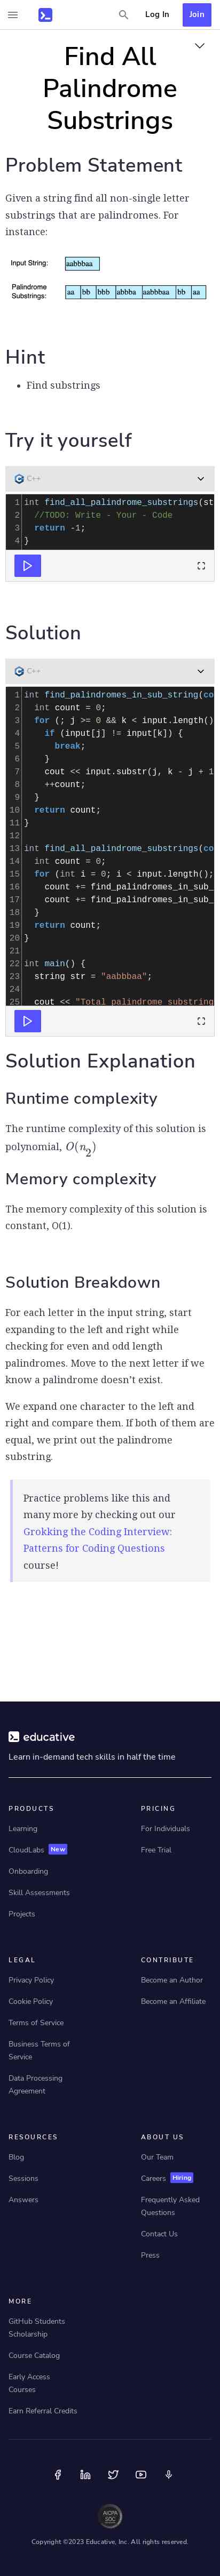 Log In
Join
Find All
Palindrome
Substrings
Problem Statement
Given a string find all non-single letter
substrings that are palindromes. For
instance:
Input String:
aabbbaa
Palindrome
Substrings:
aa bb bbb abbba aabbbaa bb aa
Hint
Find substrings
Try it yourself
C++
1 int find_all_palindrome_substrings(st
2 //TODO: Write - Your - Code
3 return -1;
4 }
Solution
C++
1 int find_palindromes_in_sub_string(co
2 int count = 0;
3 for (; j >= 0 && k < input.length()
4 if (input[j] != input[k]) {
5 break;
6 }
7 cout << input.substr(j, k - j + 1
8 ++count;
9 }
10 return count;
11 }
12
13 int find_all_palindrome_substrings(co
14 int count = 0;
15 for (int i = 0; i < input.length();
16 count += find_palindromes_in_sub_
17 count += find_palindromes_in_sub_
18 }
19 return count;
20 }
21
22 int main() {
23 string str = "aabbbaa";
24
25 cout << "Total palindrome substring
Solution Explanation
Runtime complexity
The runtime complexity of this solution is
polynomial, O(n2)
Memory complexity
The memory complexity of this solution is
constant, O(1).
Solution Breakdown
For each letter in the input string, start
expanding to the left and right while
checking for even and odd length
palindromes. Move to the next letter if we
know a palindrome doesn’t exist.
We expand one character to the left and
right and compare them. If both of them are
equal, we print out the palindrome
substring.
Practice problems like this and
many more by checking out our
Grokking the Coding Interview:
Patterns for Coding Questions
course!
educative
Learn in-demand tech skills in half the time
PRODUCTS
Learning
CloudLabs New
Onboarding
Skill Assessments
Projects
PRICING
For Individuals
Free Trial
LEGAL
Privacy Policy
Cookie Policy
Terms of Service
Business Terms of
Service
Data Processing
Agreement
CONTRIBUTE
Become an Author
Become an Affiliate
RESOURCES
Blog
Sessions
Answers
ABOUT US
Our Team
Careers Hiring
Frequently Asked
Questions
Contact Us
Press
MORE
GitHub Students
Scholarship
Course Catalog
Early Access
Courses
Earn Referral Credits
AICPA
SOC
Copyright ©2023 Educative, Inc. All rights reserved.